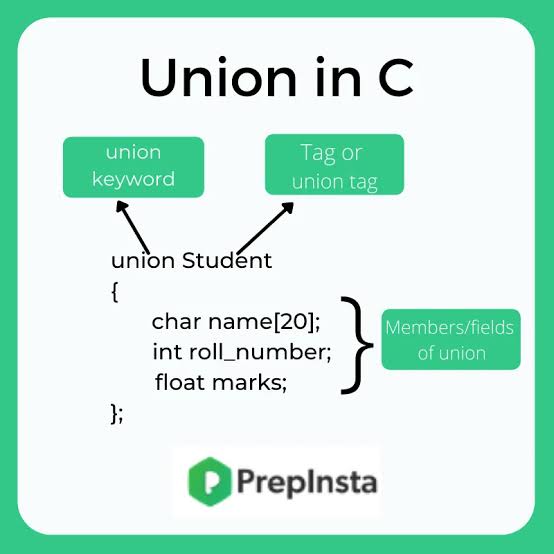 Union in C
union
keyword
Tag or
union tag
union Student
{
char name[20];
int roll_number;
float marks;
};
Members/fields
of union
PrepInsta